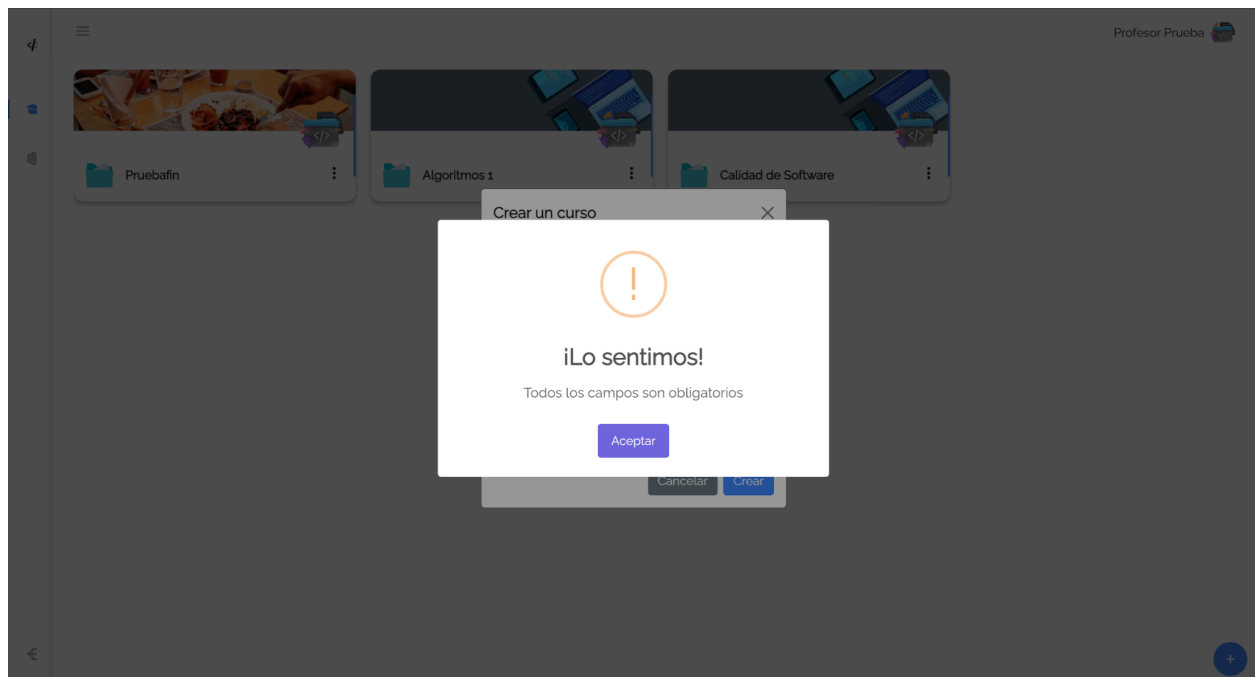 Profesor Prueba
</>
</>
</>
Pruebafin
Algoritmos 1
Calidad de Software
Crear un curso
¡Lo sentimos!
Todos los campos son obligatorios
Aceptar
Cancelar
Crear